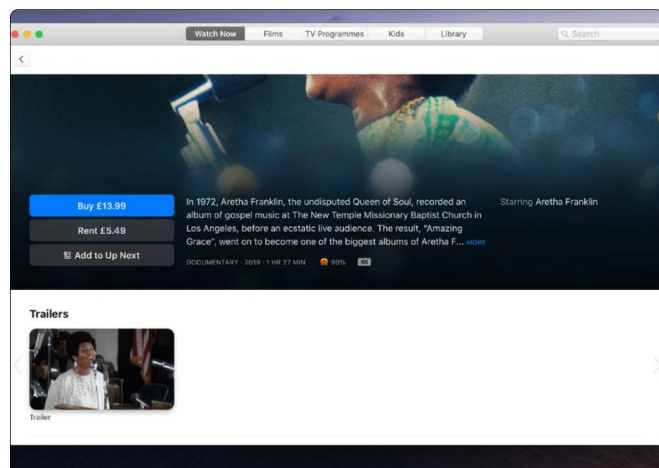 Watch Now Films TV Programmes Kids Library Search
Buy £13.99
Rent £5.49
Add to Up Next
In 1972, Aretha Franklin, the undisputed Queen of Soul, recorded an
album of gospel music at The New Temple Missionary Baptist Church in
Los Angeles, before an ecstatic live audience. The result, "Amazing
Grace", went on to become one of the biggest albums of Aretha F... MORE
DOCUMENTARY · 2019 · 1 HR 27 MIN 99% 4K
Starring Aretha Franklin
Trailers
Trailer